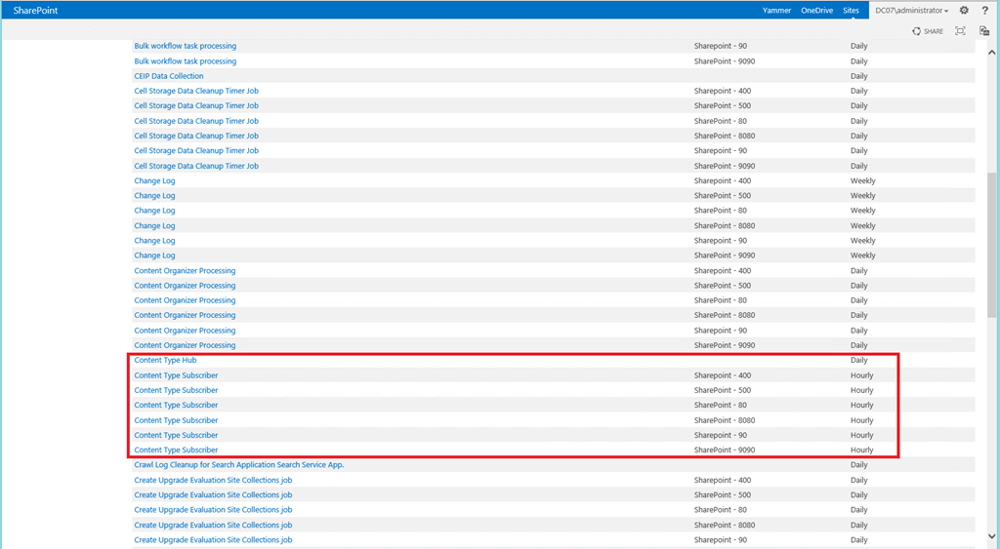 SharePoint Yammer OneDrive Sites DC07\administrator ?
SHARE
Bulk workflow task processing Sharepoint - 90 Daily
Bulk workflow task processing SharePoint - 9090 Daily
CEIP Data Collection Daily
Cell Storage Data Cleanup Timer Job Sharepoint - 400 Daily
Cell Storage Data Cleanup Timer Job SharePoint - 500 Daily
Cell Storage Data Cleanup Timer Job SharePoint - 80 Daily
Cell Storage Data Cleanup Timer Job SharePoint - 8080 Daily
Cell Storage Data Cleanup Timer Job Sharepoint - 90 Daily
Cell Storage Data Cleanup Timer Job SharePoint - 9090 Daily
Change Log Sharepoint - 400 Weekly
Change Log SharePoint - 500 Weekly
Change Log SharePoint - 80 Weekly
Change Log SharePoint - 8080 Weekly
Change Log Sharepoint - 90 Weekly
Change Log SharePoint - 9090 Weekly
Content Organizer Processing Sharepoint - 400 Daily
Content Organizer Processing SharePoint - 500 Daily
Content Organizer Processing SharePoint - 80 Daily
Content Organizer Processing SharePoint - 8080 Daily
Content Organizer Processing Sharepoint - 90 Daily
Content Organizer Processing SharePoint - 9090 Daily
Content Type Hub Daily
Content Type Subscriber Sharepoint - 400 Hourly
Content Type Subscriber SharePoint - 500 Hourly
Content Type Subscriber SharePoint - 80 Hourly
Content Type Subscriber SharePoint - 8080 Hourly
Content Type Subscriber Sharepoint - 90 Hourly
Content Type Subscriber SharePoint - 9090 Hourly
Crawl Log Cleanup for Search Application Search Service App. Daily
Create Upgrade Evaluation Site Collections job Sharepoint - 400 Daily
Create Upgrade Evaluation Site Collections job SharePoint - 500 Daily
Create Upgrade Evaluation Site Collections job SharePoint - 80 Daily
Create Upgrade Evaluation Site Collections job SharePoint - 8080 Daily
Create Upgrade Evaluation Site Collections job Sharepoint - 90 Daily